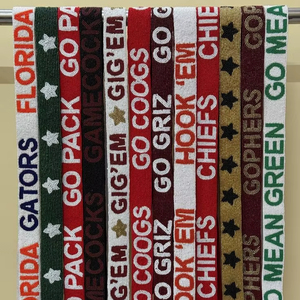 FLORIDA
GATORS
FLORIDA
GO PACK
GO PACK
GAMECOCKS
GAMECOCKS
GIG'EM
GIG'EM
GO COOGS
GO COOGS
GO GRIZ
GO GRIZ
HOOK 'EM
HOOK 'EM
CHIEFS
CHIEFS
GOPHERS
GOPHERS
GO MEAN GREEN
GO MEAN